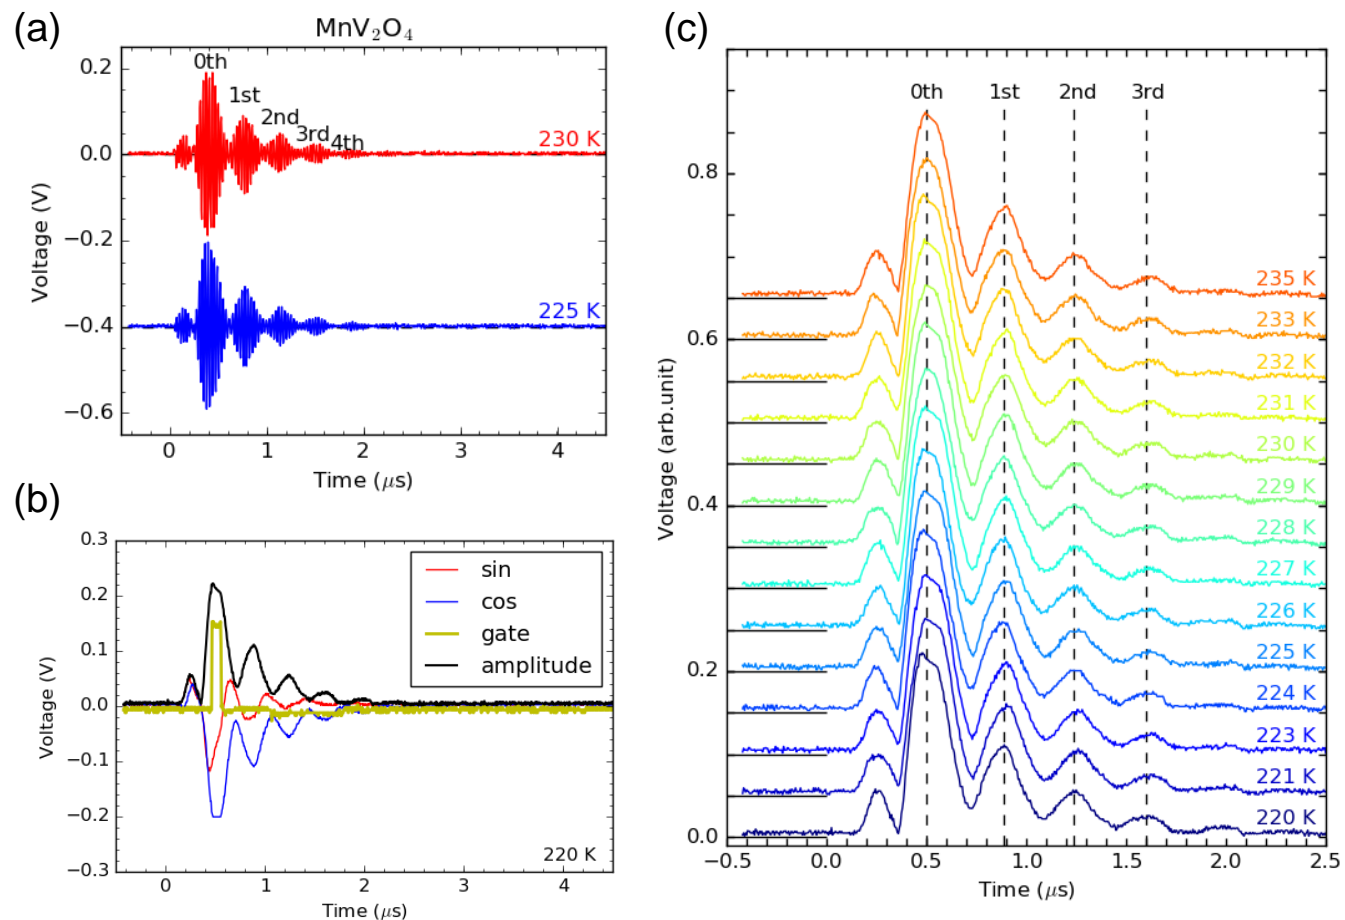 (a)
MnV₂O₄
0th
1st
2nd
3rd
4th
230 K
225 K
0.2
0.0
−0.2
−0.4
−0.6
Voltage (V)
0
1
2
3
4
Time (μs)
(b)
sin
cos
gate
amplitude
220 K
0.3
0.2
0.1
0.0
−0.1
−0.2
−0.3
Voltage (V)
0
1
2
3
4
Time (μs)
(c)
0th
1st
2nd
3rd
235 K
233 K
232 K
231 K
230 K
229 K
228 K
227 K
226 K
225 K
224 K
223 K
221 K
220 K
0.8
0.6
0.4
0.2
0.0
Voltage (arb.unit)
−0.5
0.0
0.5
1.0
1.5
2.0
2.5
Time (μs)